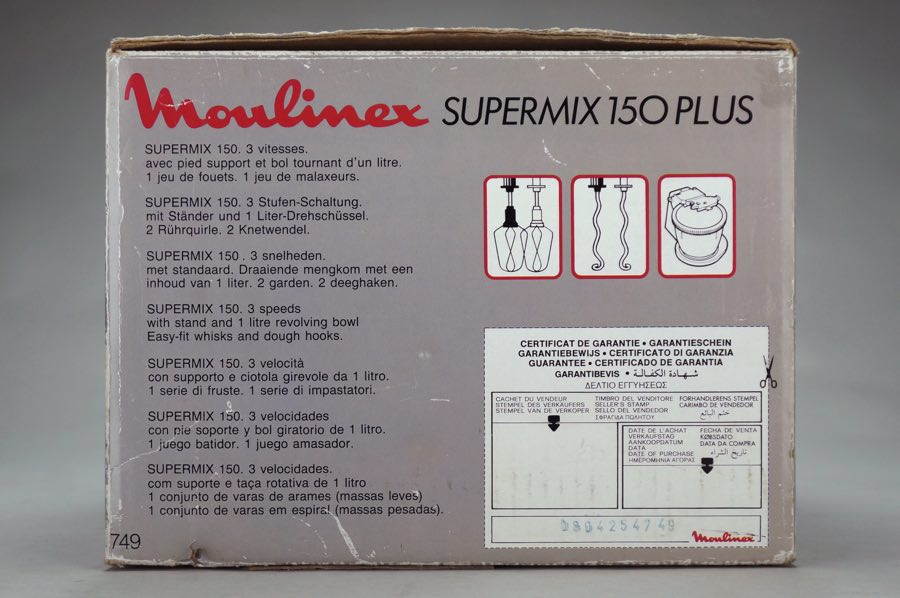 Moulinex SUPERMIX 150 PLUS
SUPERMIX 150. 3 vitesses.
avec pied support et bol tournant d'un litre.
1 jeu de fouets. 1 jeu de malaxeurs.
SUPERMIX 150. 3 Stufen-Schaltung.
mit Ständer und 1 Liter-Drehschüssel.
2 Rührquirle. 2 Knetwendel.
SUPERMIX 150 . 3 snelheden.
met standaard. Draaiende mengkom met een
inhoud van 1 liter. 2 garden. 2 deeghaken.
SUPERMIX 150. 3 speeds
with stand and 1 litre revolving bowl
Easy-fit whisks and dough hooks.
SUPERMIX 150. 3 velocità
con supporto e ciotola girevole da 1 litro.
1 serie di fruste. 1 serie di impastatori.
SUPERMIX 150. 3 velocidades
con pie soporte y bol giratorio de 1 litro.
1 juego batidor. 1 juego amasador.
SUPERMIX 150. 3 velocidades.
com suporte e taça rotativa de 1 litro
1 conjunto de varas de arames (massas leves)
1 conjunto de varas em espiral (massas pesadas).
749
CERTIFICAT DE GARANTIE • GARANTIESCHEIN
GARANTIEBEWIJS • CERTIFICATO DI GARANZIA
GUARANTEE • CERTIFICADO DE GARANTIA
GARANTIBEVIS • شهادة الكفالة
ΔΕΛΤΙΟ ΕΓΓΥΗΣΕΩΣ
CACHET DU VENDEUR
STEMPEL DES VERKÄUFERS
STEMPEL VAN DE VERKOPER
TIMBRO DEL VENDITORE
SELLER'S STAMP
SELLO DEL VENDEDOR
ΣΦΡΑΓΙΔΑ ΠΩΛΗΤΟΥ
FORHANDLERENS STEMPEL
CARIMBO DE VENDEDOR
ختم البائع
DATE DE L'ACHAT
VERKAUFSTAG
AANKOOPDATUM
DATA
DATE OF PURCHASE
ΗΜΕΡΟΜΗΝΙΑ ΑΓΟΡΑΣ
FECHA DE VENTA
KØBSDATO
DATA DA COMPRA
تاريخ الشراء
0804254749
Moulinex